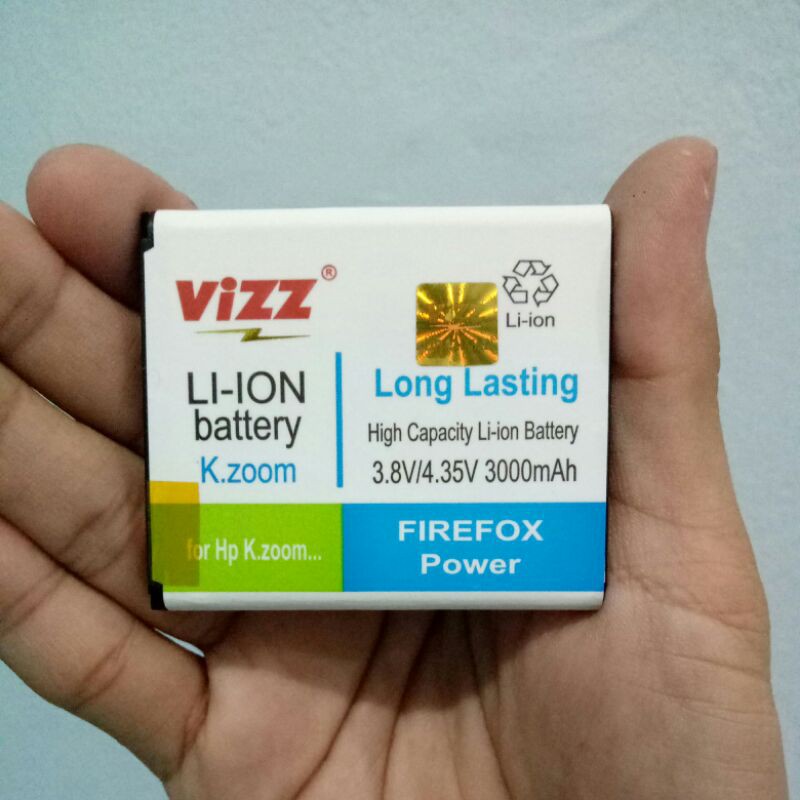 ViZZ®
LI-ION
battery
K.zoom
for Hp K.zoom...
Li-ion
Long Lasting
High Capacity Li-ion Battery
3.8V/4.35V 3000mAh
FIREFOX
Power